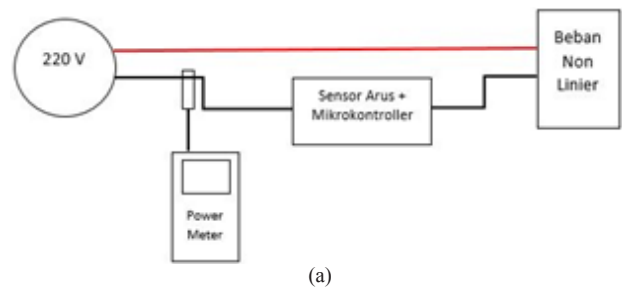 220 V
Beban
Non
Linier
Sensor Arus +
Mikrokontroller
Power
Meter
(a)